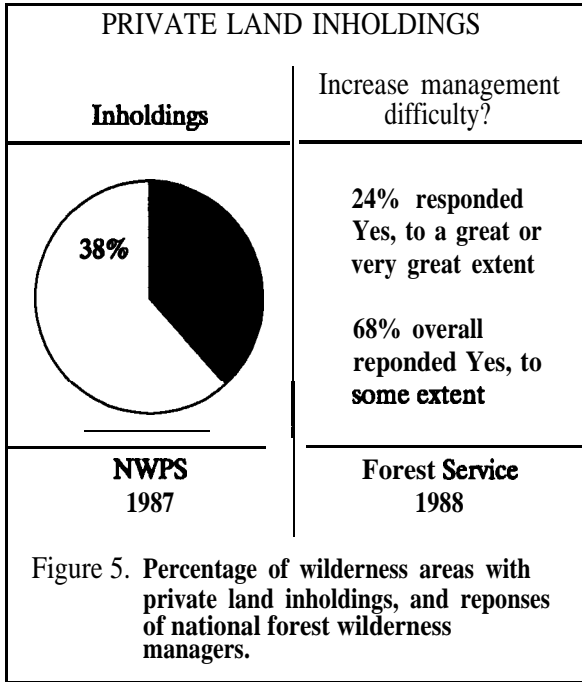 PRIVATE LAND INHOLDINGS
Inholdings
38%
NWPS
1987
Increase management
difficulty?
24% responded
Yes, to a great or
very great extent
68% overall
reponded Yes, to
some extent
Forest Service
1988
Figure 5. Percentage of wilderness areas with
private land inholdings, and reponses
of national forest wilderness
managers.